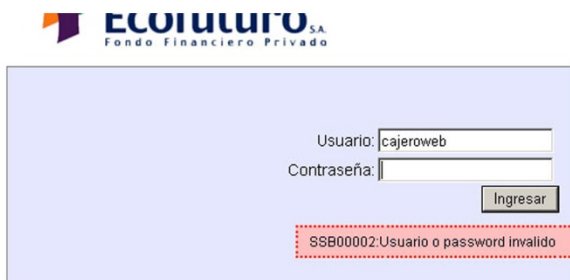 Ecofuturo S.A.
Fondo Financiero Privado
Usuario: cajeroweb
Contraseña:
Ingresar
SSB00002:Usuario o password invalido